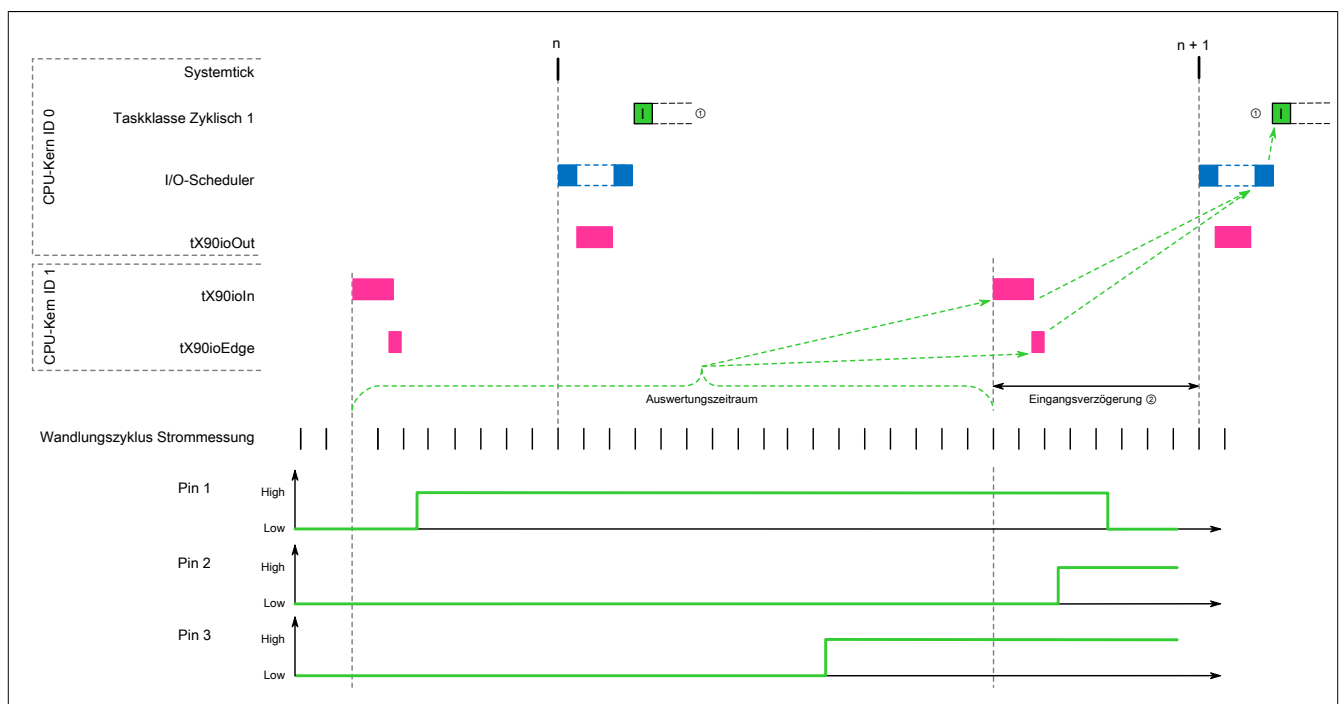 n
n + 1
Systemtick
CPU-Kern ID 0
Taskklasse Zyklisch 1
I
①
①
I
I/O-Scheduler
tX90ioOut
CPU-Kern ID 1
tX90ioIn
tX90ioEdge
Auswertungszeitraum
Eingangsverzögerung ②
Wandlungszyklus Strommessung
Pin 1
High
Low
Pin 2
High
Low
Pin 3
High
Low